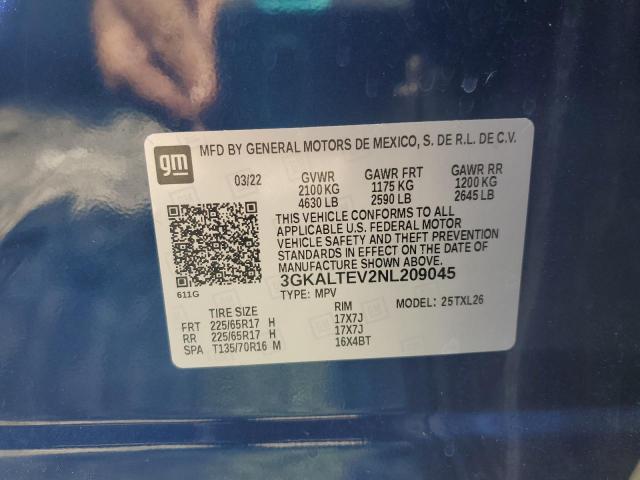 gm
MFD BY GENERAL MOTORS DE MEXICO, S. DE R.L. DE C.V.
03/22 GVWR GAWR FRT GAWR RR
2100 KG 1175 KG 1200 KG
4630 LB 2590 LB 2645 LB
THIS VEHICLE CONFORMS TO ALL
APPLICABLE U.S. FEDERAL MOTOR
VEHICLE SAFETY AND THEFT PREVENTION
STANDARDS IN EFFECT ON THE DATE OF
MANUFACTURE SHOWN ABOVE.
3GKALTEV2NL209045
611G
TYPE: MPV MODEL: 25TXL26
TIRE SIZE RIM
FRT 225/65R17 H 17X7J
RR 225/65R17 H 17X7J
SPA T135/70R16 M 16X4BT